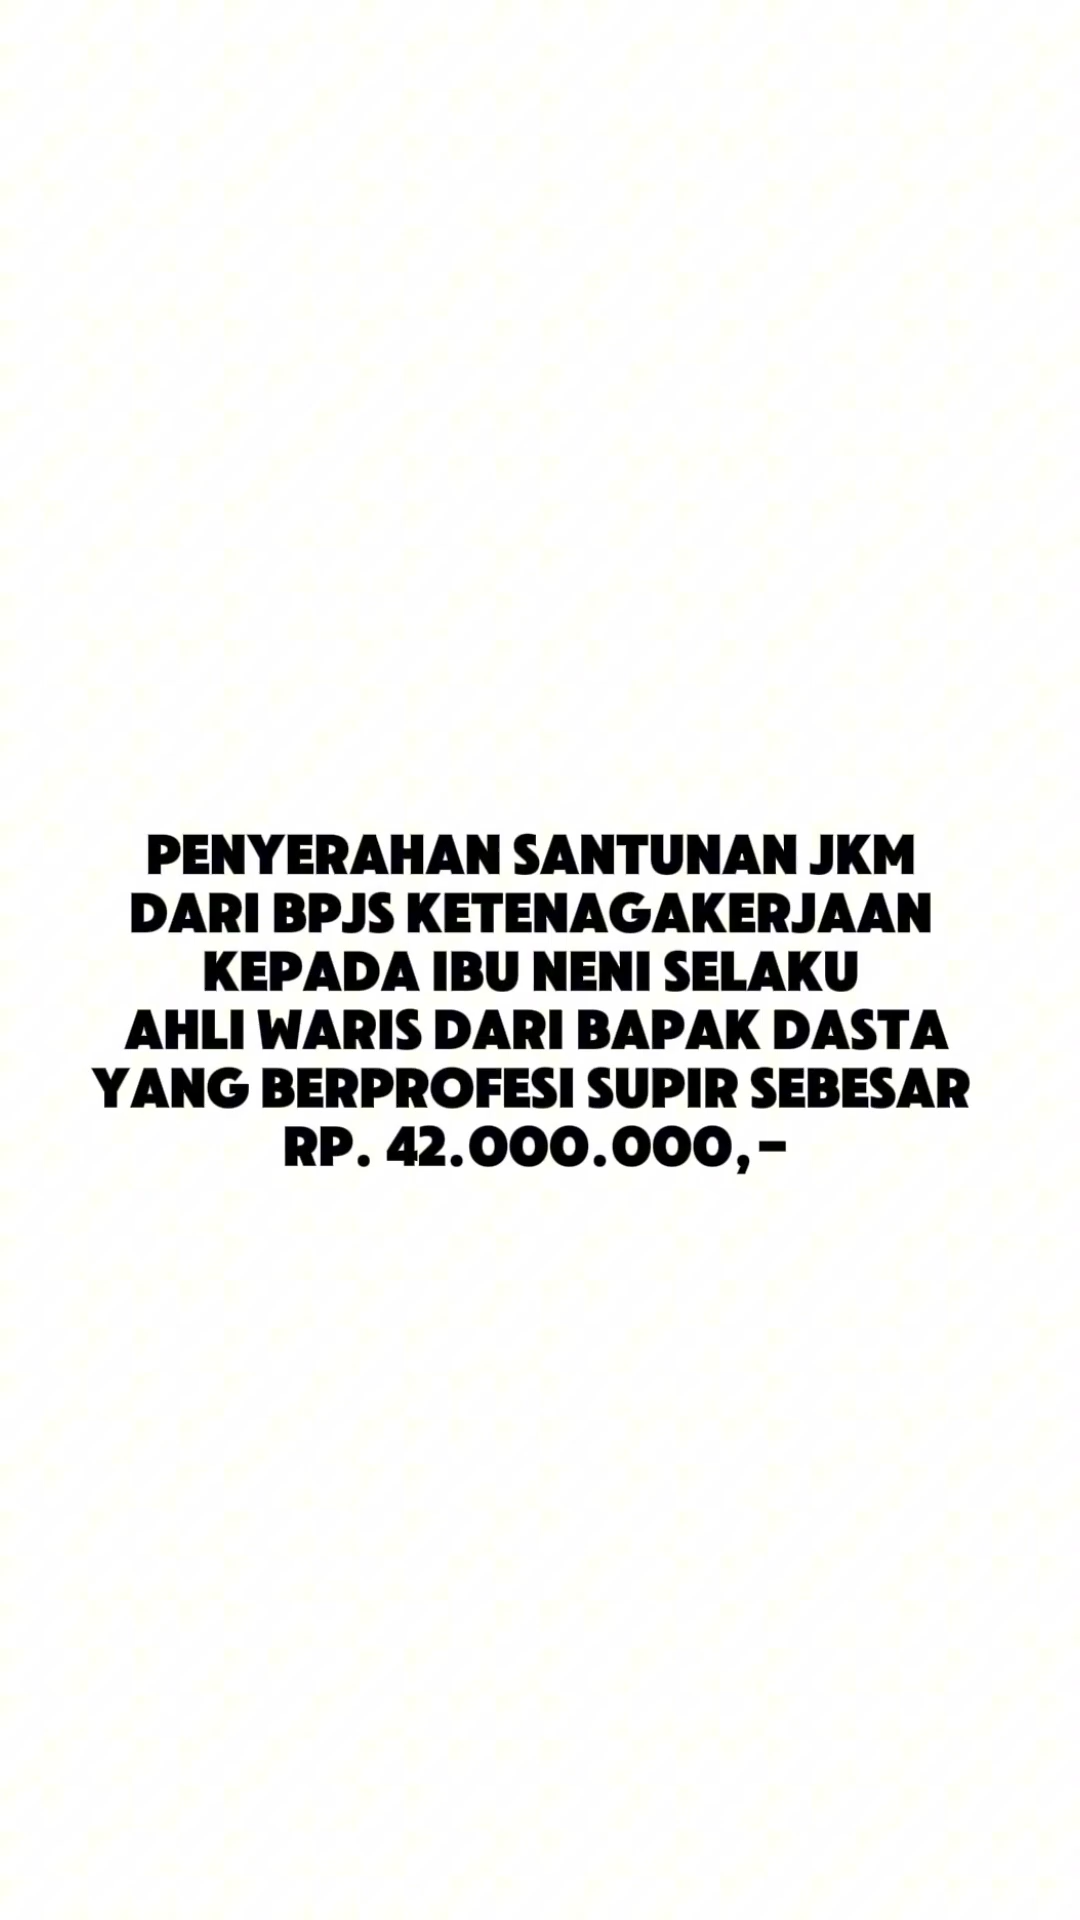 PENYERAHAN SANTUNAN JKM
DARI BPJS KETENAGAKERJAAN
KEPADA IBU NENI SELAKU
AHLI WARIS DARI BAPAK DASTA
YANG BERPROFESI SUPIR SEBESAR
RP. 42.000.000,-